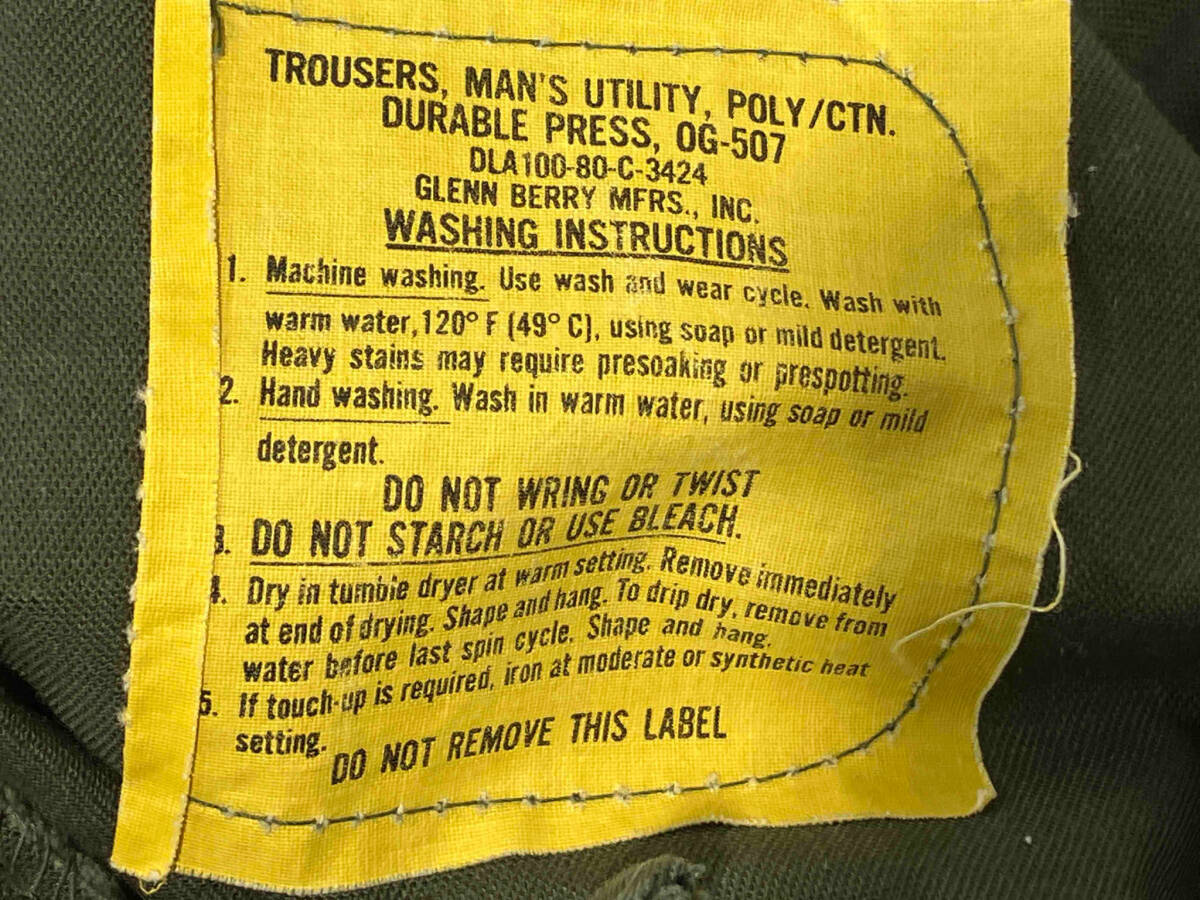 TROUSERS, MAN'S UTILITY, POLY/CTN.
DURABLE PRESS, OG-507
DLA100-80-C-3424
GLENN BERRY MFRS., INC.
WASHING INSTRUCTIONS
1. Machine washing. Use wash and wear cycle. Wash with
warm water, 120° F (49° C), using soap or mild detergent.
Heavy stains may require presoaking or prespotting.
2. Hand washing. Wash in warm water, using soap or mild
detergent.
DO NOT WRING OR TWIST
3. DO NOT STARCH OR USE BLEACH.
4. Dry in tumble dryer at warm setting. Remove immediately
at end of drying. Shape and hang. To drip dry, remove from
water before last spin cycle. Shape and hang.
5. If touch-up is required, iron at moderate or synthetic heat
setting.
DO NOT REMOVE THIS LABEL